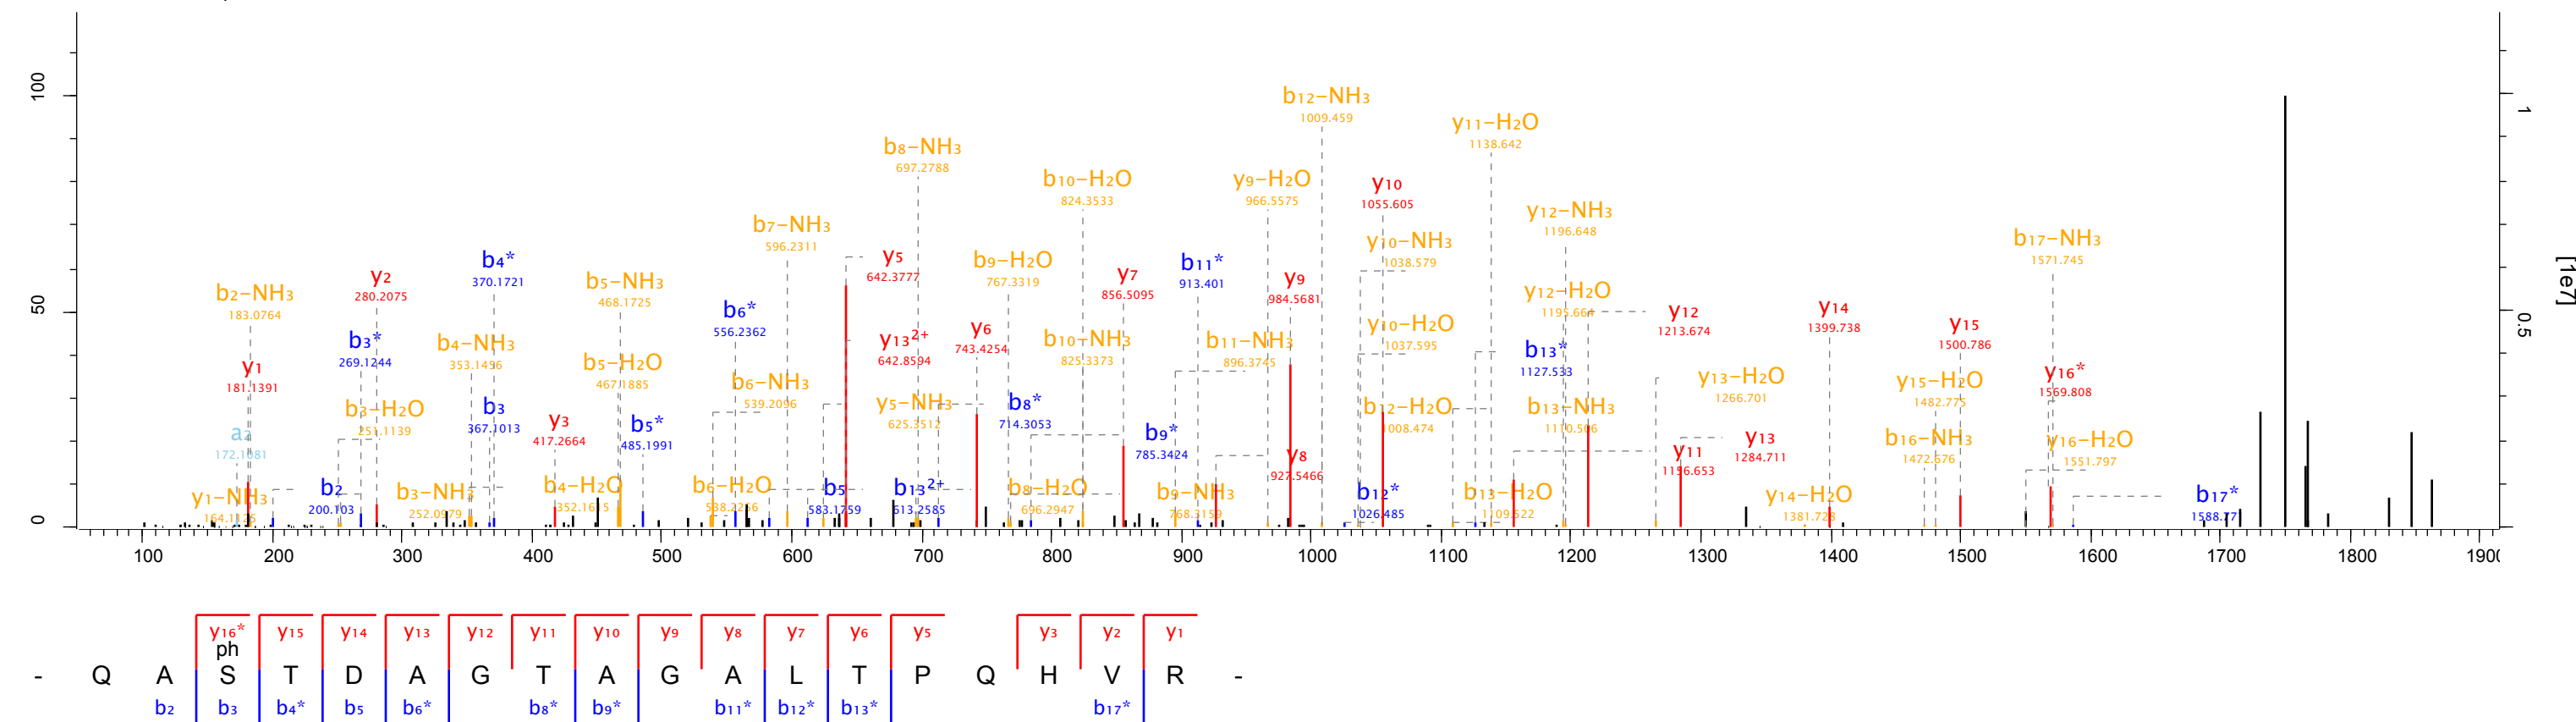 100
50
0
b₂–NH₃
183.0764
y₁
181.1391
a₂
172.1081
y₁–NH₃
b₂
200.103
y₂
280.2075
b₃*
269.1244
b₃–H₂O
251.1139
b₄*
370.1721
b₄–NH₃
353.1456
b₃
367.1013
b₃–NH₃
252.0979
y₃
417.2664
b₄–H₂O
352.1615
b₅–NH₃
468.1725
b₅–H₂O
467.1885
b₅*
485.1991
b₇–NH₃
596.2311
b₆*
556.2362
b₆–NH₃
539.2096
b₆–H₂O
b₅
583.1759
b₈–NH₃
697.2788
y₅
642.3777
y₁₃²⁺
642.8594
y₅–NH₃
625.3512
b₁₃²⁺
b₉–H₂O
767.3319
y₆
743.4254
b₈*
714.3053
b₈–H₂O
696.2947
b₁₀–H₂O
824.3533
y₇
856.5095
b₁₀–NH₃
825.3373
b₉*
785.3424
b₉–NH₃
768.3159
b₁₁*
913.401
b₁₁–NH₃
896.3745
y₉–H₂O
966.5575
y₉
984.5681
y₈
927.5466
b₁₂–NH₃
1009.459
y₁₀
1055.605
y₁₀–NH₃
1038.579
y₁₀–H₂O
1037.595
b₁₂–H₂O
1008.474
b₁₂*
1026.485
y₁₁–H₂O
1138.642
y₁₂–NH₃
1196.648
y₁₂–H₂O
b₁₃*
1127.533
b₁₃–NH₃
1110.506
b₁₃–H₂O
1109.522
y₁₂
1213.674
y₁₃–H₂O
1266.701
y₁₁
1156.653
y₁₃
1284.711
y₁₄
1399.738
y₁₄–H₂O
1381.728
y₁₅
1500.786
y₁₅–H₂O
1482.775
b₁₆–NH₃
1472.676
b₁₇–NH₃
1571.745
y₁₆*
1569.808
y₁₆–H₂O
1551.797
b₁₇*
1588.77
1
0.5
[1e7]
100 200 300 400 500 600 700 800 900 1000 1100 1200 1300 1400 1500 1600 1700 1800 1900
y₁₆* y₁₅ y₁₄ y₁₃ y₁₂ y₁₁ y₁₀ y₉ y₈ y₇ y₆ y₅ y₃ y₂ y₁
ph
- Q A S T D A G T A G A L T P Q H V R -
b₂ b₃ b₄* b₅ b₆* b₈* b₉* b₁₁* b₁₂* b₁₃* b₁₇*